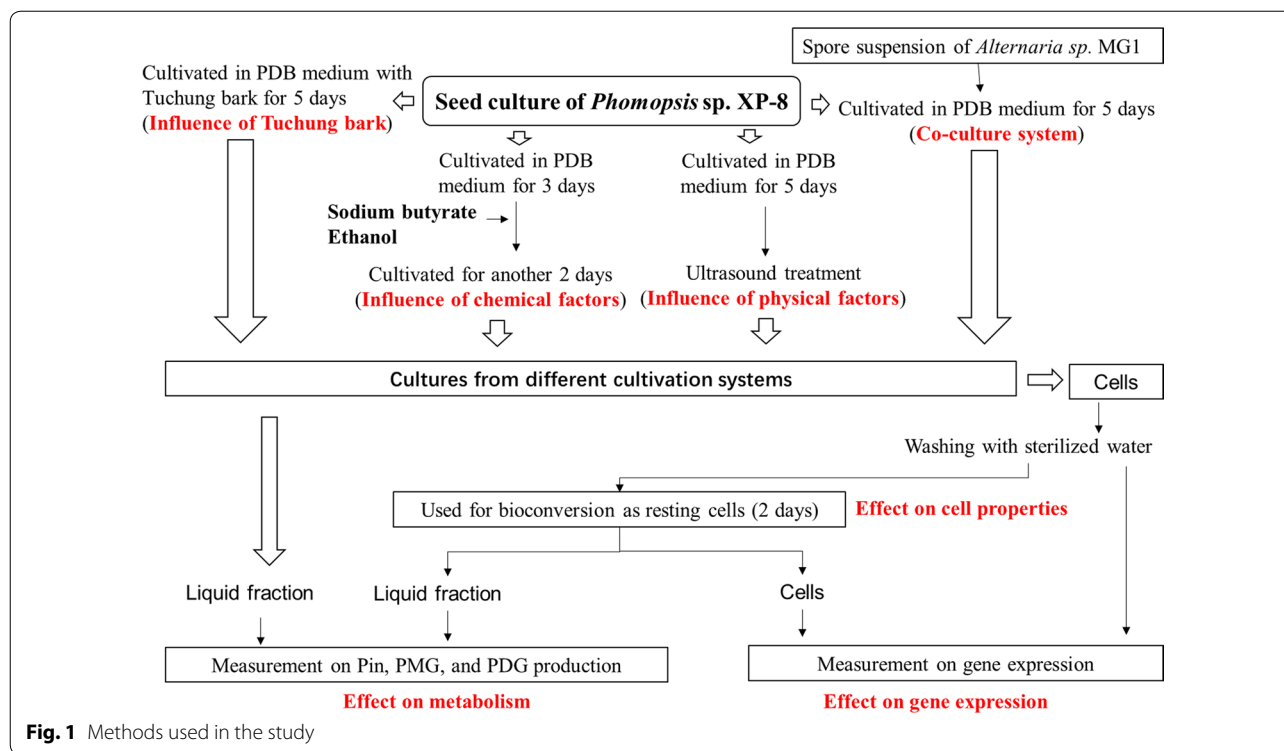 Spore suspension of Alternaria sp. MG1
Cultivated in PDB medium with
Tuchung bark for 5 days
(Influence of Tuchung bark)
Seed culture of Phomopsis sp. XP-8
Cultivated in PDB medium for 5 days
(Co-culture system)
Cultivated in PDB
medium for 3 days
Sodium butyrate
Ethanol
Cultivated for another 2 days
(Influence of chemical factors)
Cultivated in PDB
medium for 5 days
Ultrasound treatment
(Influence of physical factors)
Cultures from different cultivation systems
Cells
Washing with sterilized water
Used for bioconversion as resting cells (2 days)
Effect on cell properties
Liquid fraction
Liquid fraction
Cells
Measurement on Pin, PMG, and PDG production
Measurement on gene expression
Effect on metabolism
Effect on gene expression
Fig. 1 Methods used in the study